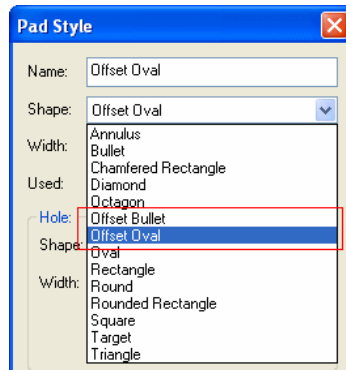 Pad Style
Name: Offset Oval
Shape: Offset Oval
Width:
Annulus
Bullet
Chamfered Rectangle
Used:
Diamond
Octagon
Hole:
Offset Bullet
Offset Oval
Shape:
Oval
Rectangle
Width:
Round
Rounded Rectangle
Square
Target
Triangle